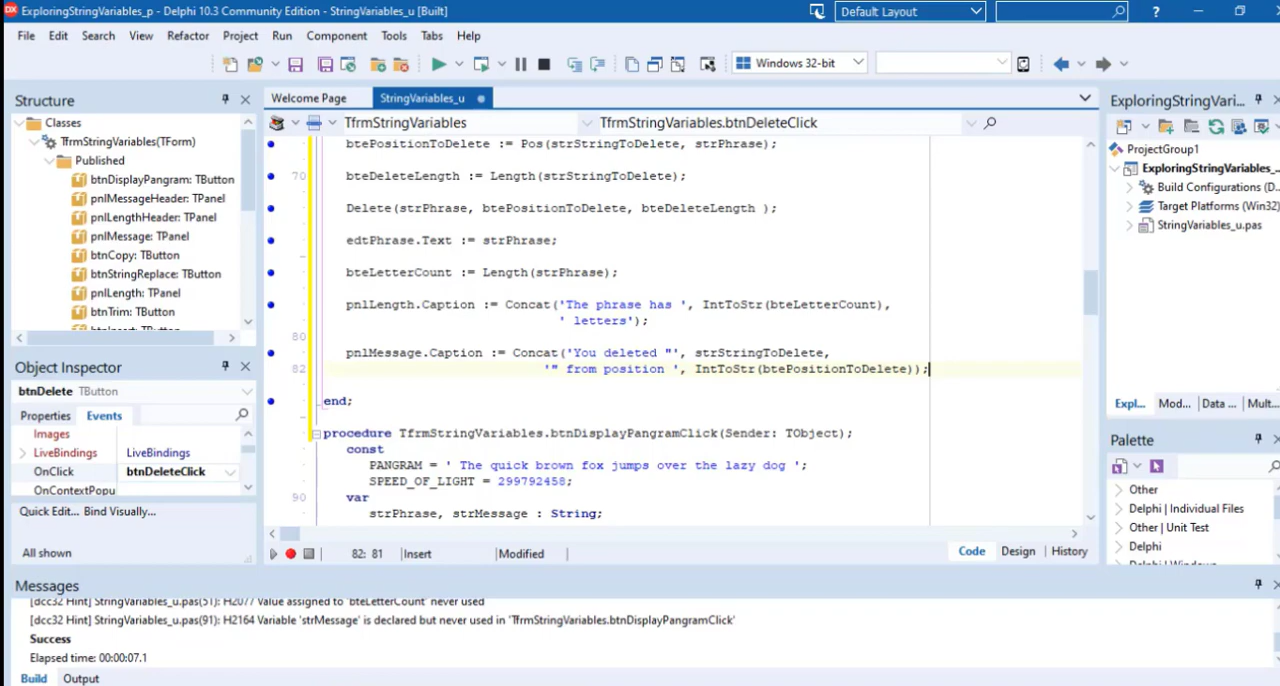 ExploringStringVariables_p - Delphi 10.3 Community Edition - StringVariables_u [Built]
Default Layout
?
File Edit Search View Refactor Project Run Component Tools Tabs Help
Windows 32-bit
Structure
Classes
TfrmStringVariables(TForm)
Published
btnDisplayPangram: TButton
pnlMessageHeader: TPanel
pnlLengthHeader: TPanel
pnlMessage: TPanel
btnCopy: TButton
btnStringReplace: TButton
pnlLength: TPanel
btnTrim: TButton
Object Inspector
btnDelete TButton
Properties Events
Images
LiveBindings LiveBindings
OnClick btnDeleteClick
OnContextPopu
Quick Edit... Bind Visually...
All shown
Welcome Page StringVariables_u
TfrmStringVariables TfrmStringVariables.btnDeleteClick
btePositionToDelete := Pos(strStringToDelete, strPhrase);
70 bteDeleteLength := Length(strStringToDelete);
Delete(strPhrase, btePositionToDelete, bteDeleteLength );
edtPhrase.Text := strPhrase;
bteLetterCount := Length(strPhrase);
pnlLength.Caption := Concat('The phrase has ', IntToStr(bteLetterCount),
' letters');
80
pnlMessage.Caption := Concat('You deleted "', strStringToDelete,
82 '" from position ', IntToStr(btePositionToDelete));
end;
procedure TfrmStringVariables.btnDisplayPangramClick(Sender: TObject);
const
PANGRAM = ' The quick brown fox jumps over the lazy dog ';
SPEED_OF_LIGHT = 299792458;
90 var
strPhrase, strMessage : String;
82: 81 Insert Modified
Code Design History
ExploringStringVari...
ProjectGroup1
ExploringStringVariables_...
Build Configurations (D...
Target Platforms (Win32)
StringVariables_u.pas
Expl... Mod... Data ... Mult...
Palette
Other
Delphi | Individual Files
Other | Unit Test
Delphi
Messages
[dcc32 Hint] StringVariables_u.pas(51): H2077 Value assigned to 'bteLetterCount' never used
[dcc32 Hint] StringVariables_u.pas(91): H2164 Variable 'strMessage' is declared but never used in 'TfrmStringVariables.btnDisplayPangramClick'
Success
Elapsed time: 00:00:07.1
Build Output